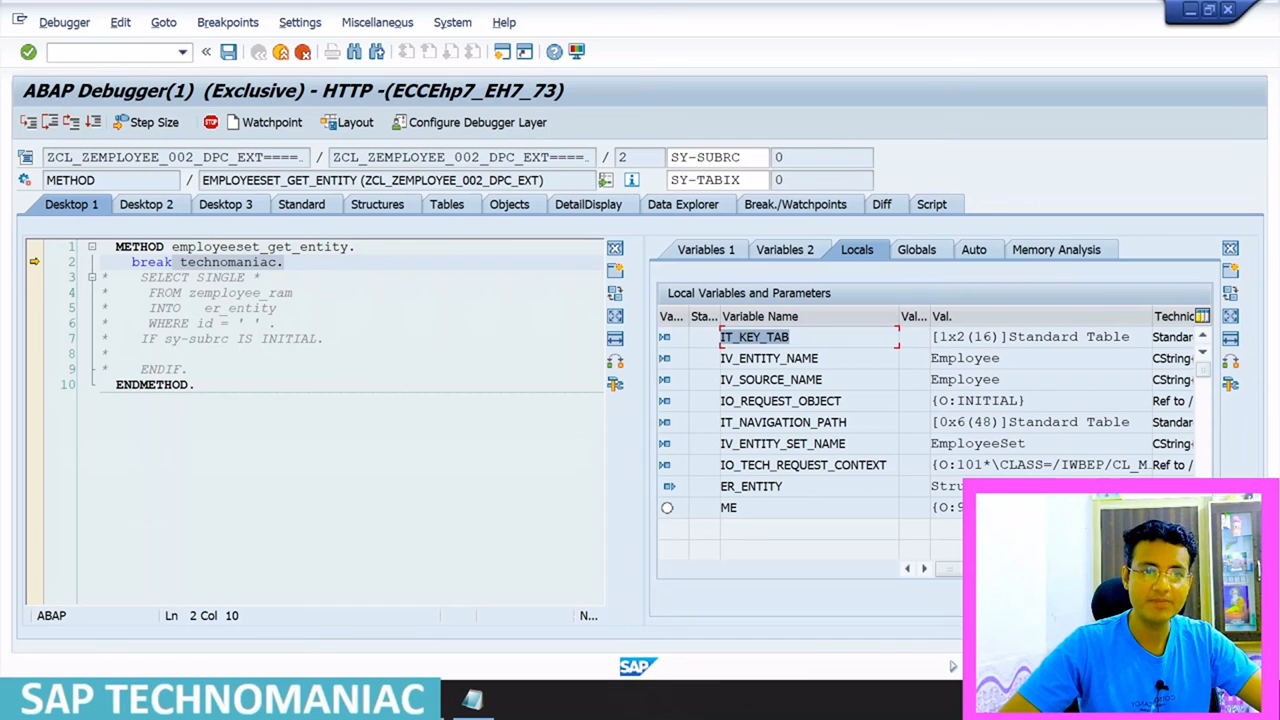 Debugger Edit Goto Breakpoints Settings Miscellaneous System Help
ABAP Debugger(1) (Exclusive) - HTTP -(ECCEhp7_EH7_73)
Step Size Watchpoint Layout Configure Debugger Layer
ZCL_ZEMPLOYEE_002_DPC_EXT====_ / ZCL_ZEMPLOYEE_002_DPC_EXT====_ / 2 SY-SUBRC 0
METHOD / EMPLOYEESET_GET_ENTITY (ZCL_ZEMPLOYEE_002_DPC_EXT) SY-TABIX 0
Desktop 1 Desktop 2 Desktop 3 Standard Structures Tables Objects DetailDisplay Data Explorer Break./Watchpoints Diff Script
1 METHOD employeeset_get_entity.
2 break technomaniac.
3 * SELECT SINGLE *
4 * FROM zemployee_ram
5 * INTO er_entity
6 * WHERE id = ' ' .
7 * IF sy-subrc IS INITIAL.
8 *
9 * ENDIF.
10 ENDMETHOD.
ABAP Ln 2 Col 10 N...
Variables 1 Variables 2 Locals Globals Auto Memory Analysis
Local Variables and Parameters
Va... Sta... Variable Name Val... Val. Technic
IT_KEY_TAB [1x2(16)]Standard Table Standar
IV_ENTITY_NAME Employee CString
IV_SOURCE_NAME Employee CString
IO_REQUEST_OBJECT {O:INITIAL} Ref to /
IT_NAVIGATION_PATH [0x6(48)]Standard Table Standar
IV_ENTITY_SET_NAME EmployeeSet CString
IO_TECH_REQUEST_CONTEXT {O:101*\CLASS=/IWBEP/CL_M... Ref to /
ER_ENTITY Stru
ME {O:9
SAP
SAP TECHNOMANIAC